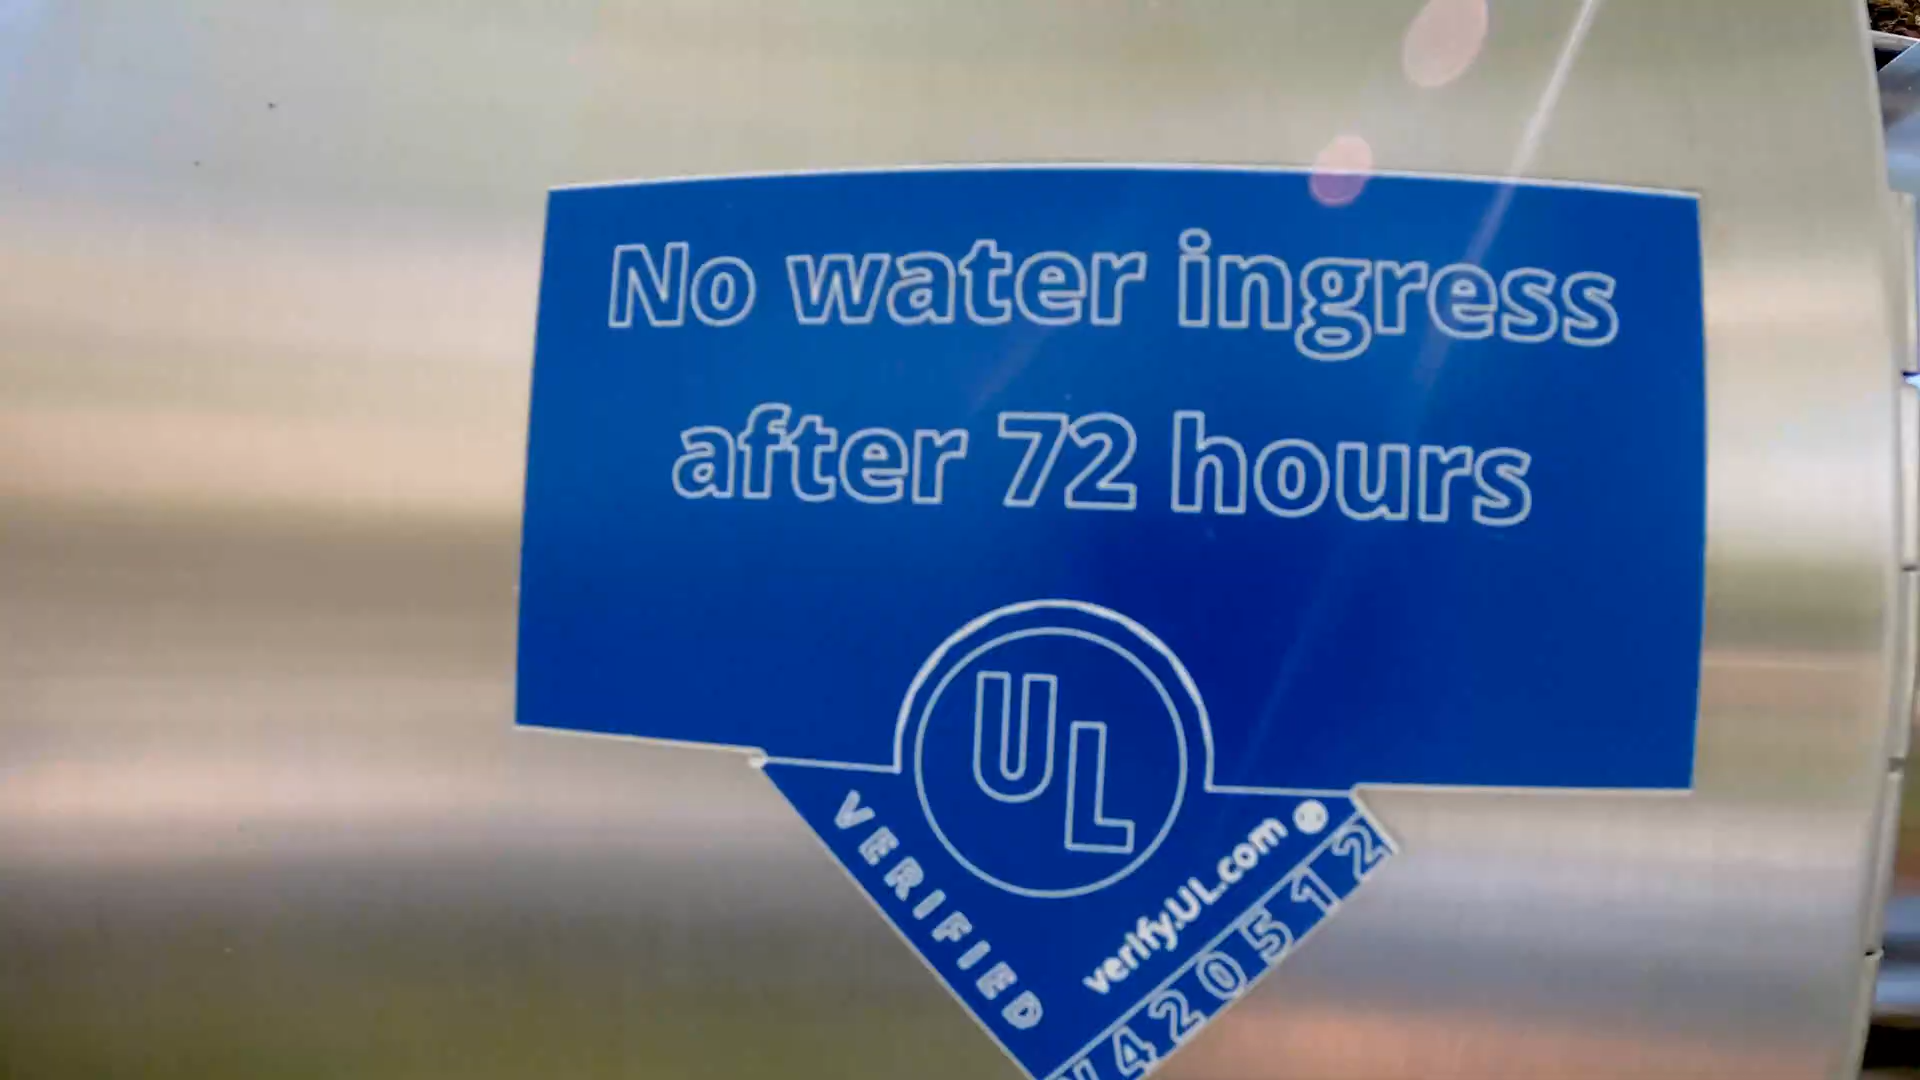 No water ingress
after 72 hours
UL
VERIFIED
verify.UL.com
420512